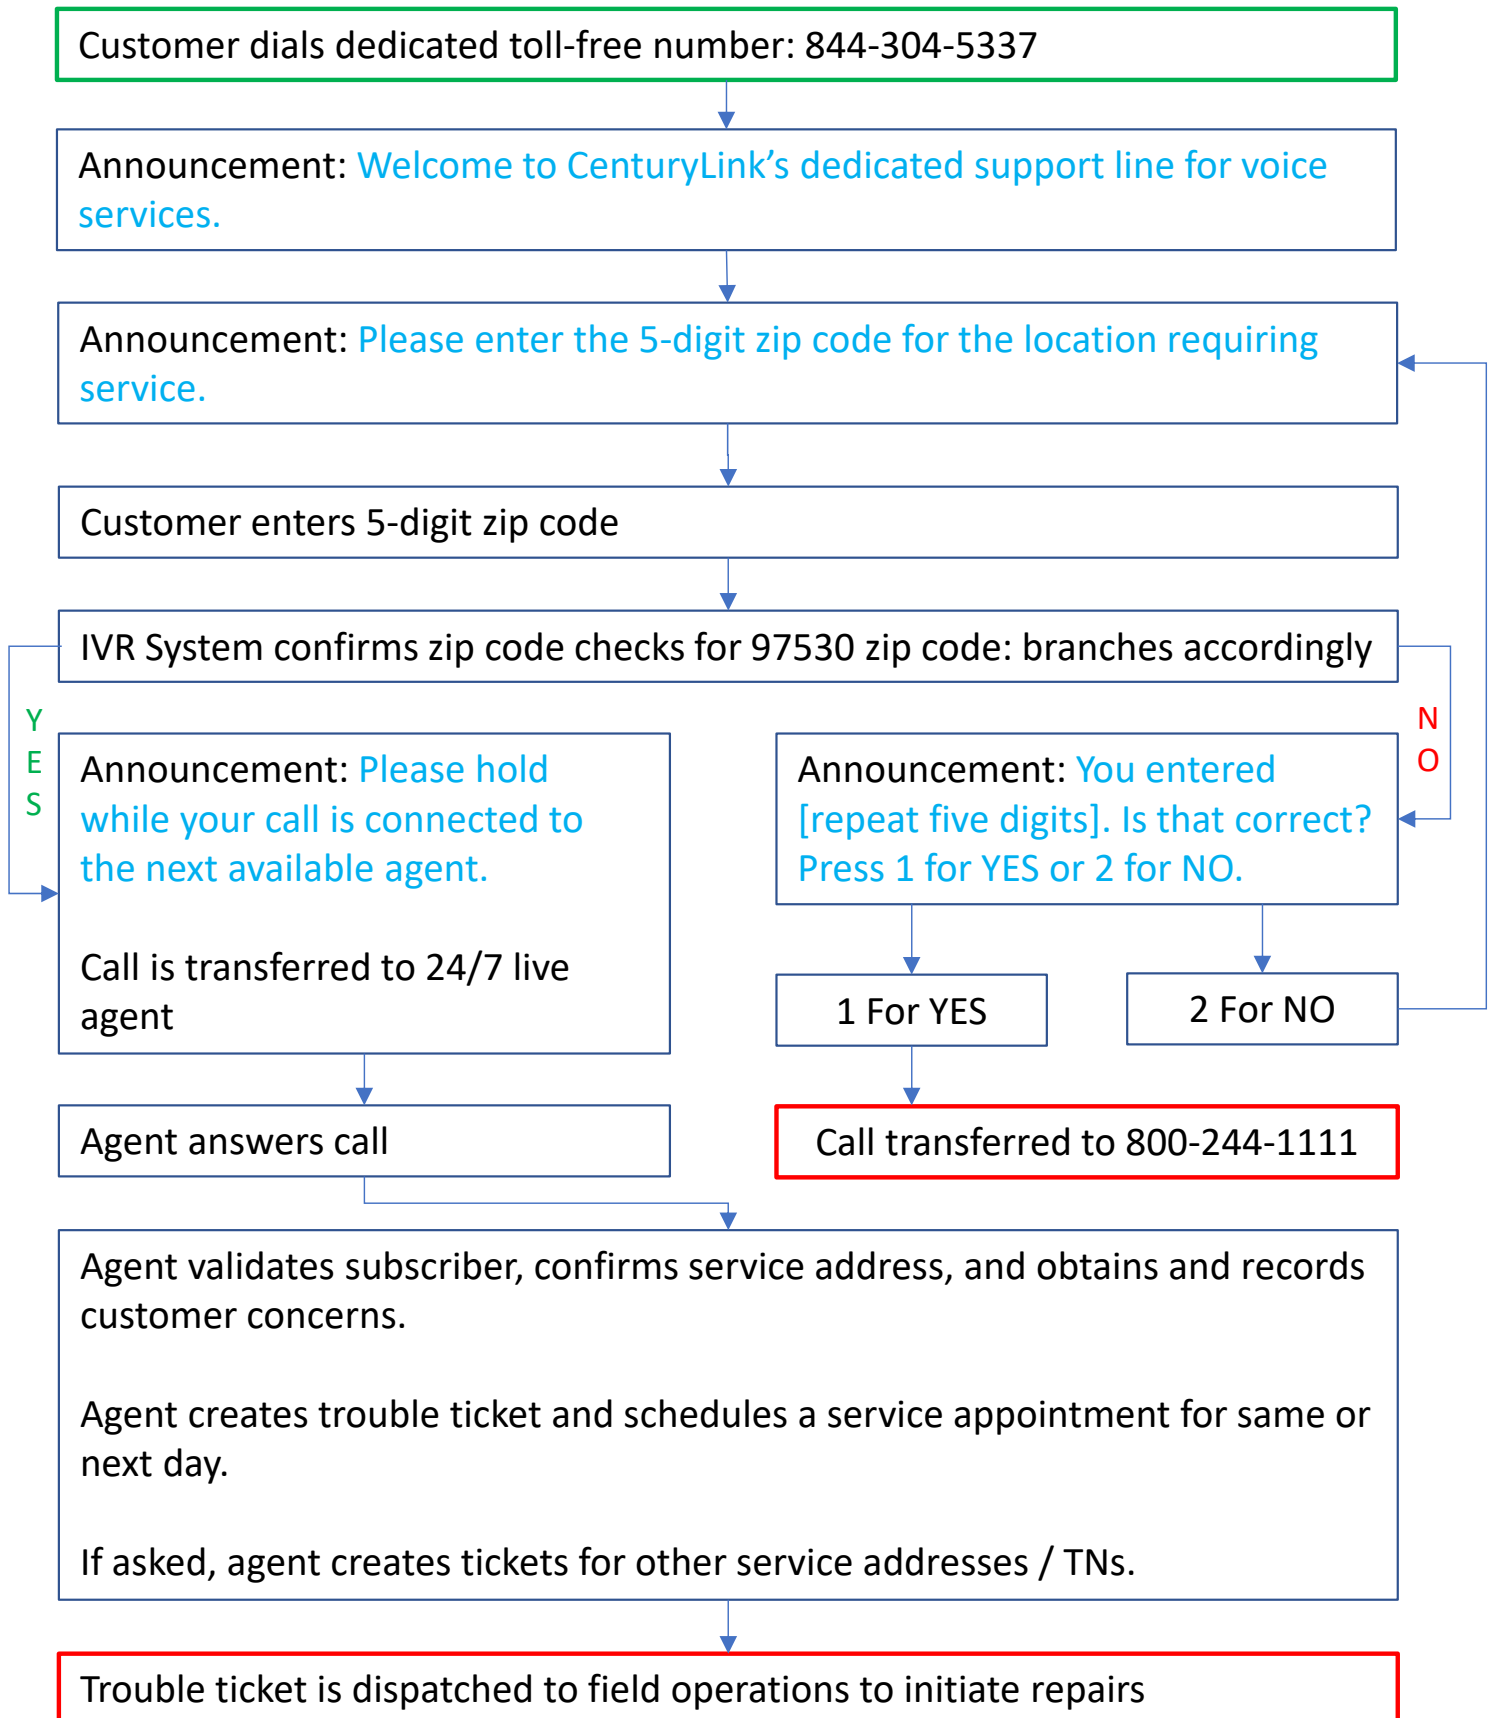 Customer dials dedicated toll-free number: 844-304-5337
Announcement: Welcome to CenturyLink’s dedicated support line for voice
services.
Announcement: Please enter the 5-digit zip code for the location requiring
service.
Customer enters 5-digit zip code
IVR System confirms zip code checks for 97530 zip code: branches accordingly
YES
NO
Announcement: Please hold
while your call is connected to
the next available agent.
Call is transferred to 24/7 live
agent
Announcement: You entered
[repeat five digits]. Is that correct?
Press 1 for YES or 2 for NO.
1 For YES
2 For NO
Agent answers call
Call transferred to 800-244-1111
Agent validates subscriber, confirms service address, and obtains and records
customer concerns.
Agent creates trouble ticket and schedules a service appointment for same or
next day.
If asked, agent creates tickets for other service addresses / TNs.
Trouble ticket is dispatched to field operations to initiate repairs